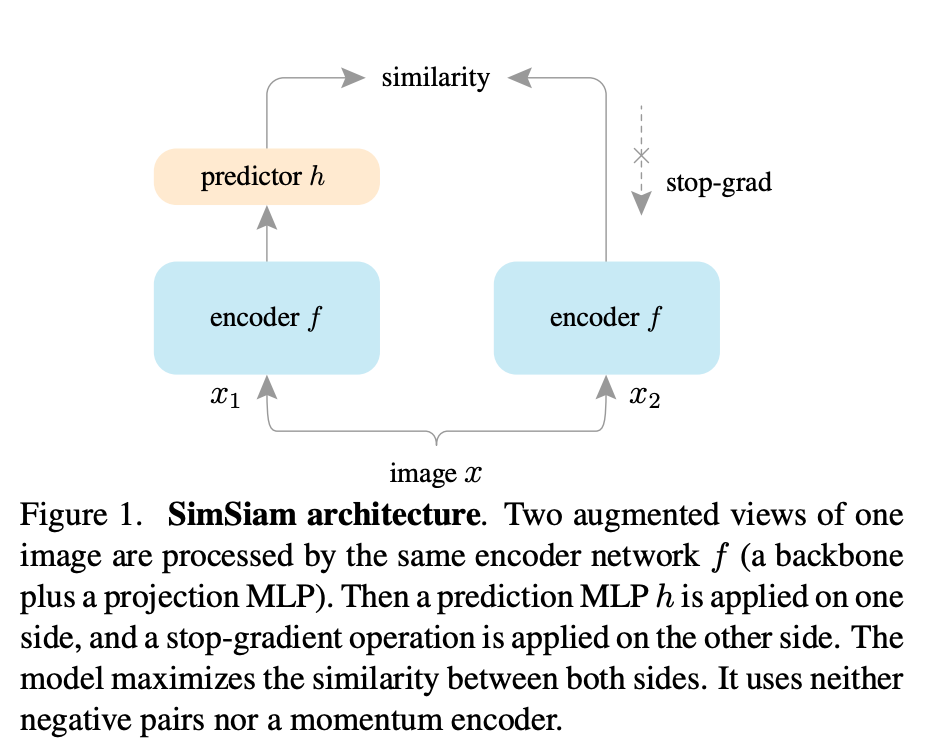 similarity
predictor h
stop-grad
encoder f
encoder f
x1
x2
image x
Figure 1. SimSiam architecture. Two augmented views of one
image are processed by the same encoder network f (a backbone
plus a projection MLP). Then a prediction MLP h is applied on one
side, and a stop-gradient operation is applied on the other side. The
model maximizes the similarity between both sides. It uses neither
negative pairs nor a momentum encoder.